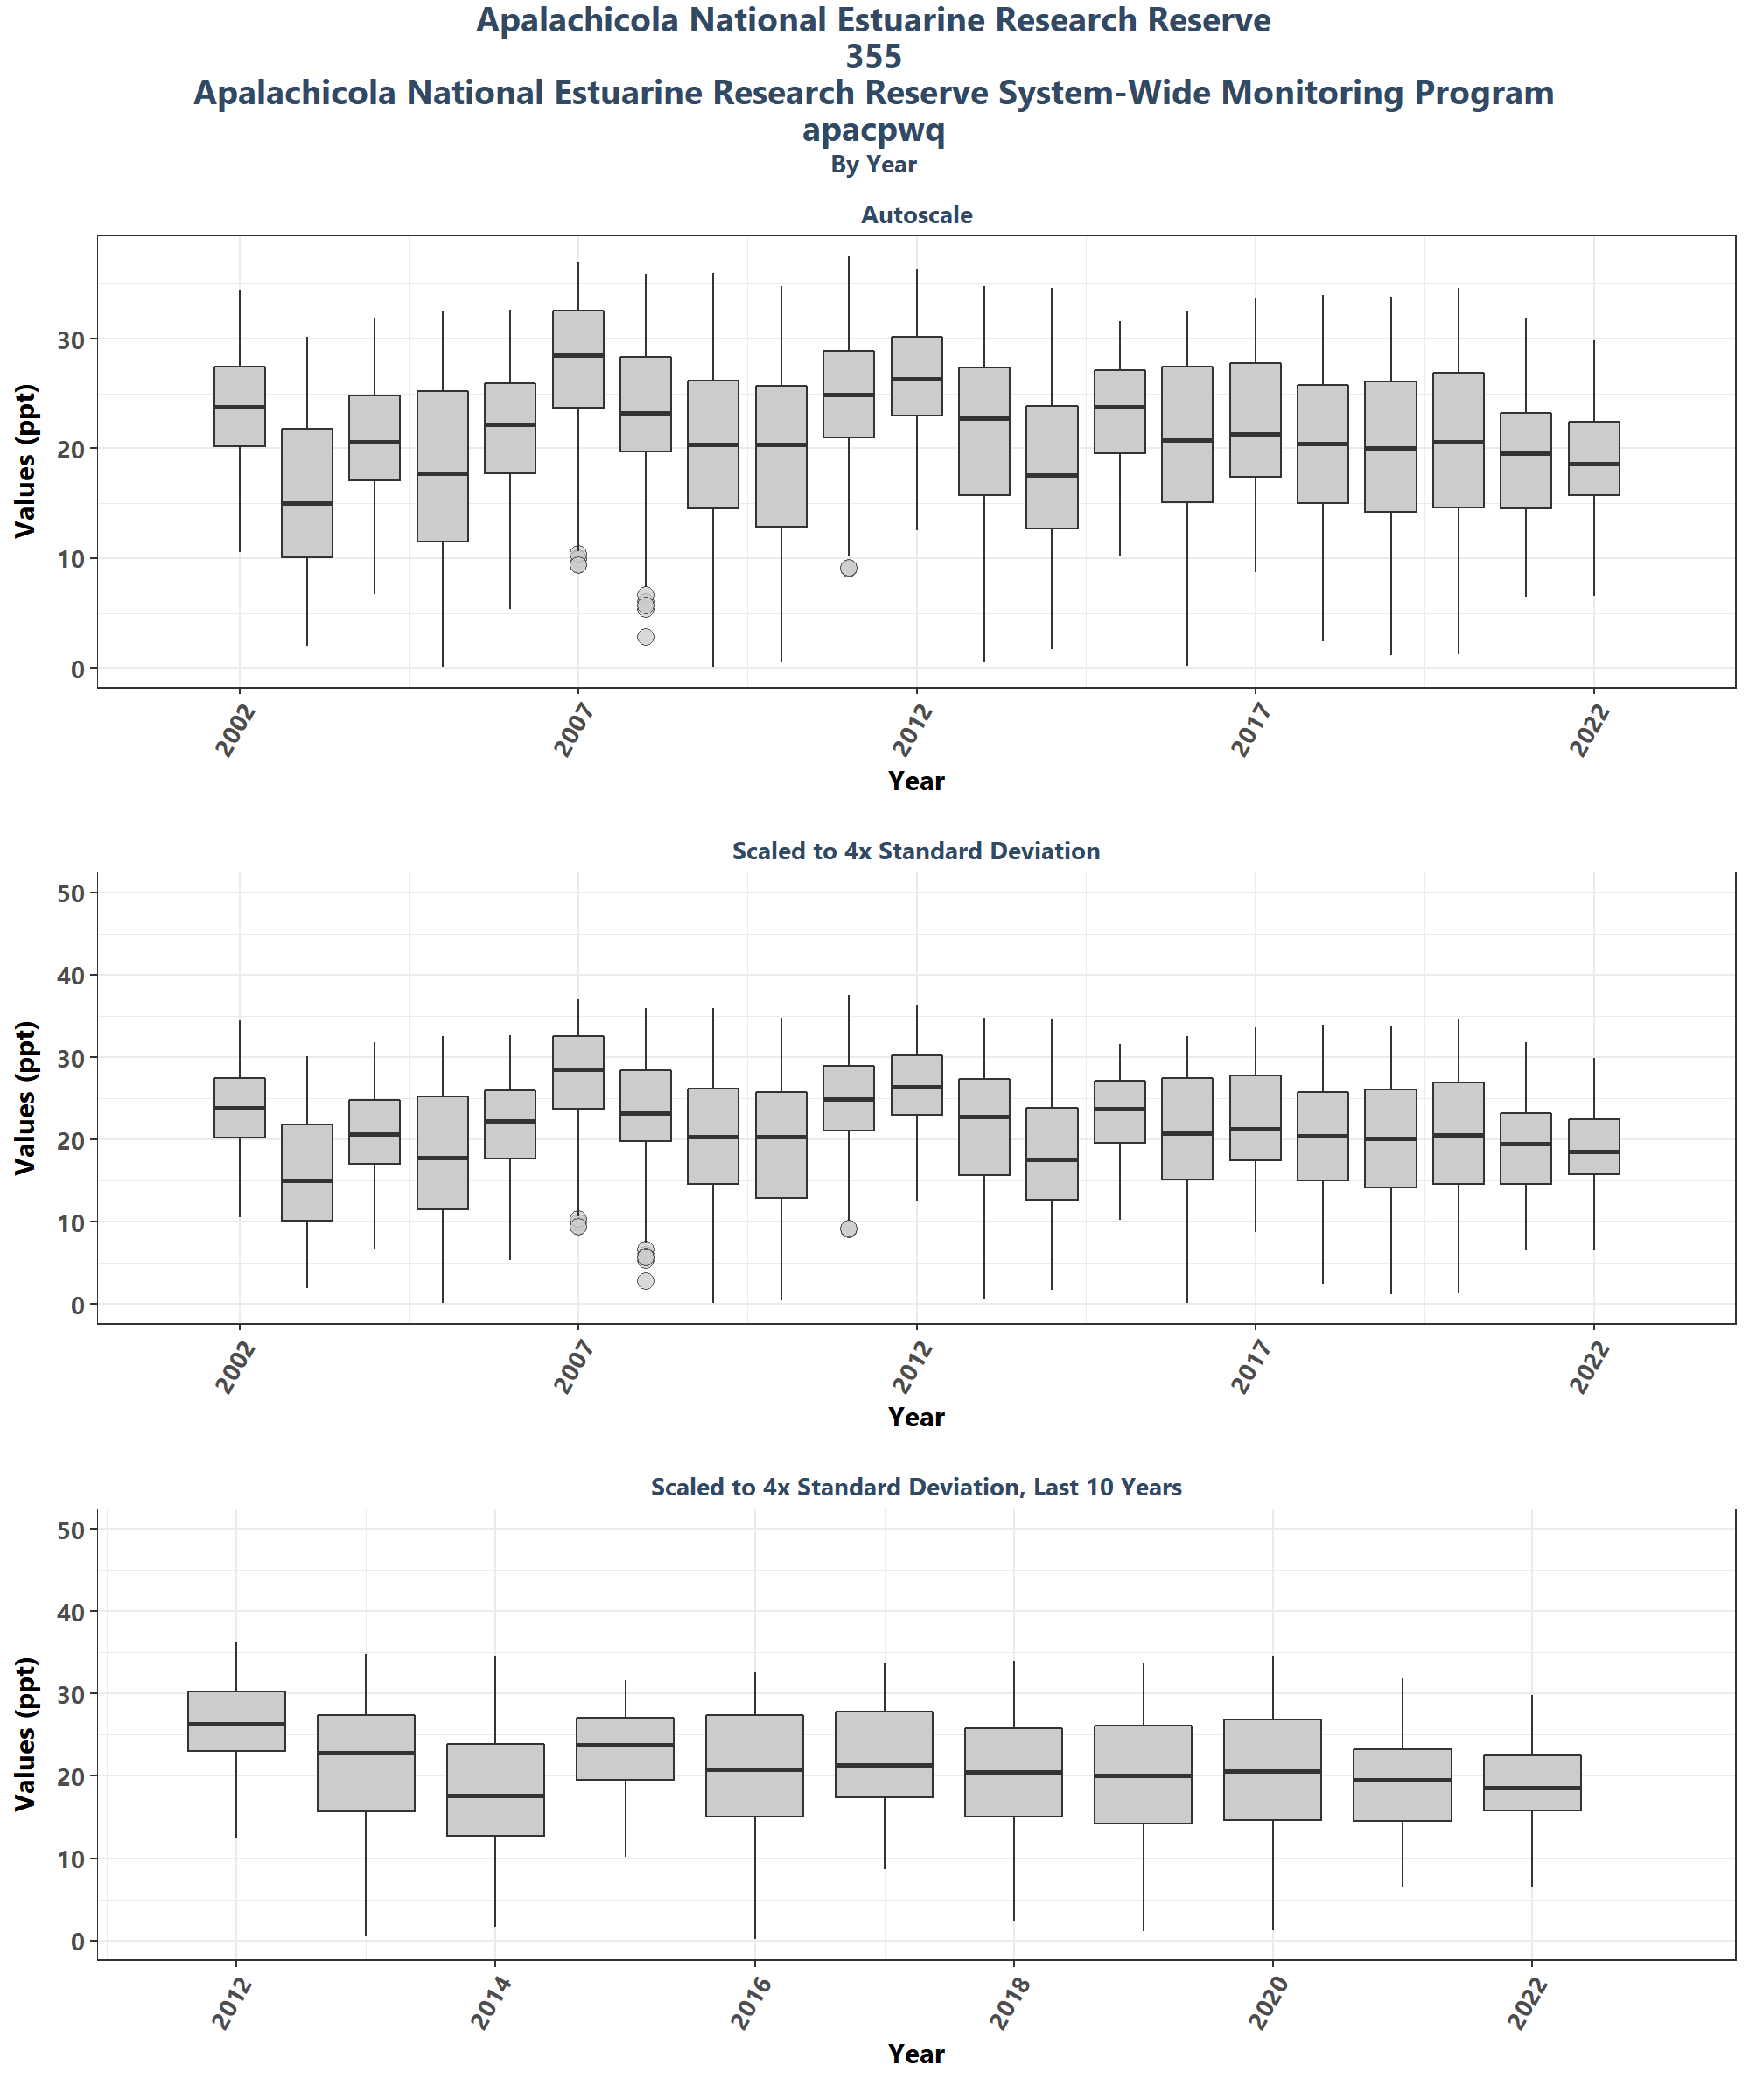 Apalachicola National Estuarine Research Reserve
355
Apalachicola National Estuarine Research Reserve System-Wide Monitoring Program
apacpwq
By Year
Autoscale
Values (ppt)
30
20
10
0
2002
2007
2012
2017
2022
Year
Scaled to 4x Standard Deviation
Values (ppt)
50
40
30
20
10
0
2002
2007
2012
2017
2022
Year
Scaled to 4x Standard Deviation, Last 10 Years
Values (ppt)
50
40
30
20
10
0
2012
2014
2016
2018
2020
2022
Year